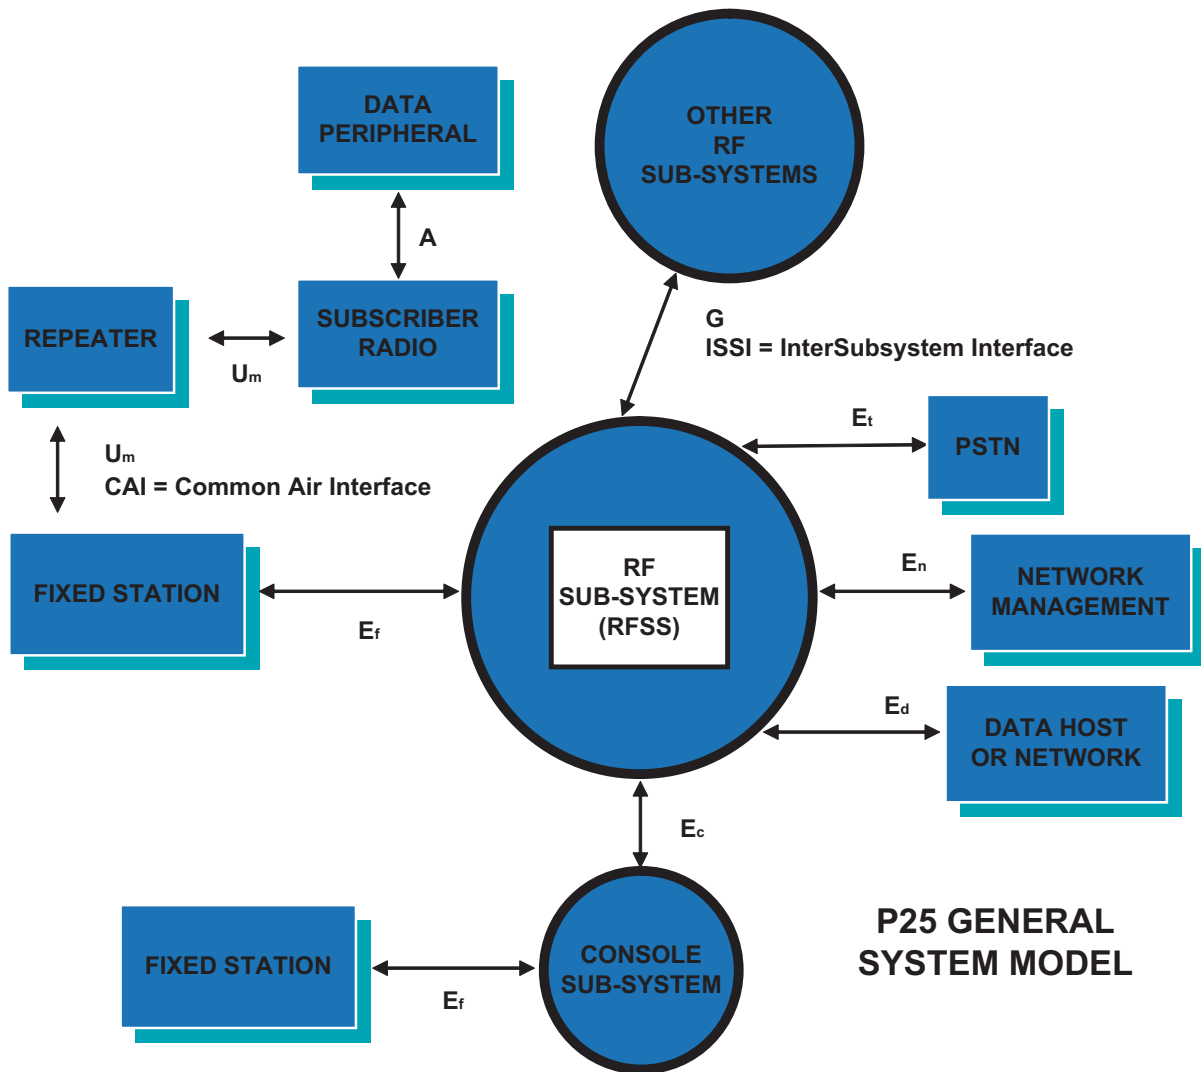 DATA
PERIPHERAL
OTHER
RF
SUB-SYSTEMS
A
REPEATER
SUBSCRIBER
RADIO
Um
G
ISSI = InterSubsystem Interface
Et
PSTN
Um
CAI = Common Air Interface
FIXED STATION
Ef
RF
SUB-SYSTEM
(RFSS)
En
NETWORK
MANAGEMENT
Ed
DATA HOST
OR NETWORK
Ec
FIXED STATION
Ef
CONSOLE
SUB-SYSTEM
P25 GENERAL
SYSTEM MODEL